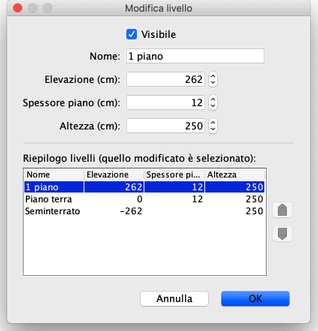 Modifica livello
Visibile
Nome: 1 piano
Elevazione (cm): 262
Spessore piano (cm): 12
Altezza (cm): 250
Riepilogo livelli (quello modificato è selezionato):
Nome Elevazione Spessore pi... Altezza
1 piano 262 12 250
Piano terra 0 12 250
Seminterrato −262 250
Annulla OK